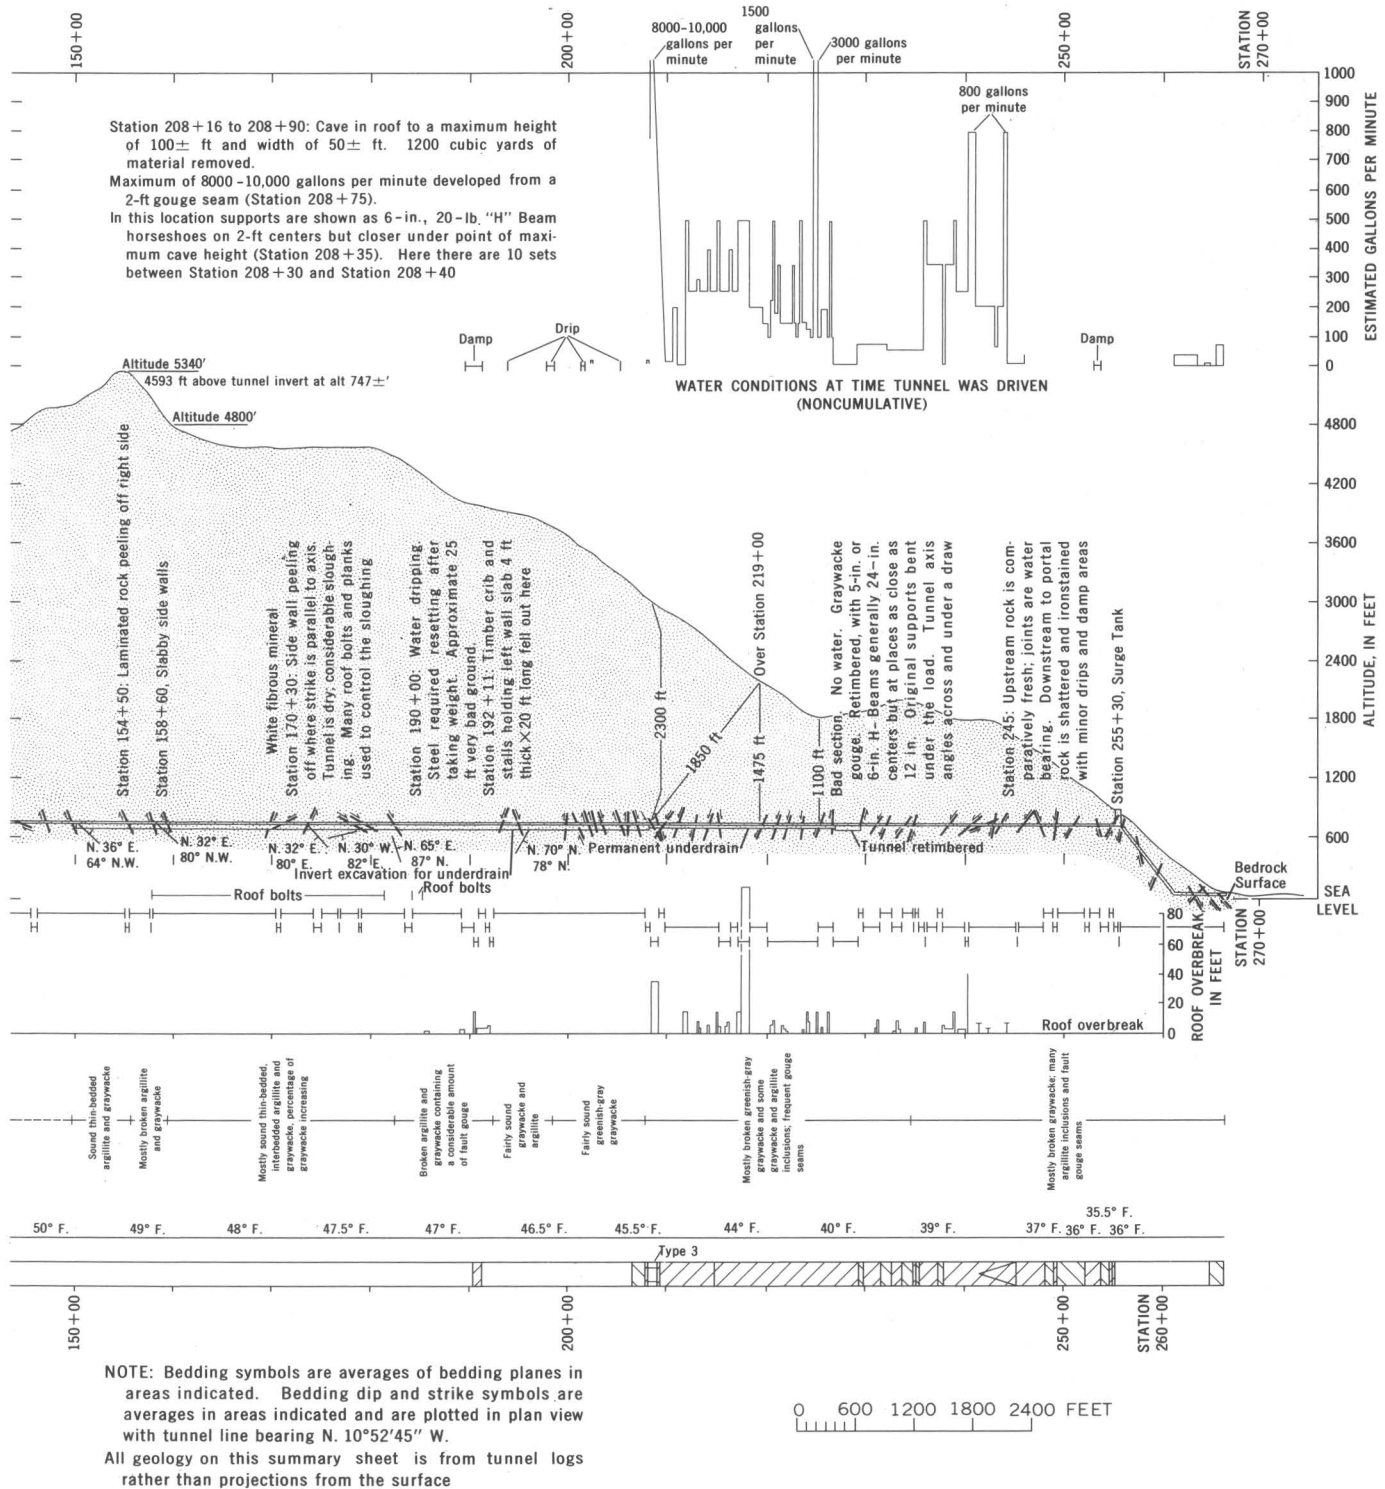 150+00
200+00
250+00
STATION
270+00
8000-10,000
gallons per
minute
1500
gallons
per
minute
3000 gallons
per minute
800 gallons
per minute
1000
900
800
700
600
500
400
300
200
100
0
ESTIMATED GALLONS PER MINUTE
Station 208+16 to 208+90: Cave in roof to a maximum height
of 100± ft and width of 50± ft. 1200 cubic yards of
material removed.
Maximum of 8000-10,000 gallons per minute developed from a
2-ft gouge seam (Station 208+75).
In this location supports are shown as 6-in., 20-lb. "H" Beam
horseshoes on 2-ft centers but closer under point of maxi-
mum cave height (Station 208+35). Here there are 10 sets
between Station 208+30 and Station 208+40
Damp
Drip
Damp
WATER CONDITIONS AT TIME TUNNEL WAS DRIVEN
(NONCUMULATIVE)
Altitude 5340'
4593 ft above tunnel invert at alt 747±'
Altitude 4800'
4800
4200
3600
3000
2400
1800
1200
600
SEA
LEVEL
ALTITUDE, IN FEET
Station 154+50: Laminated rock peeling off right side
Station 158+60, Slabby side walls
White fibrous mineral
Station 170+30: Side wall peeling
off where strike is parallel to axis.
Tunnel is dry; considerable slough-
ing. Many roof bolts and planks
used to control the sloughing
Station 190+00: Water dripping.
Steel required resetting after
taking weight. Approximate 25
ft very bad ground.
Station 192+11: Timber crib and
stalls holding left wall slab 4 ft
thick×20 ft long fell out here
2300 ft
1850 ft
1475 ft
Over Station 219+00
1100 ft
Bad section. No water. Graywacke
gouge. Retimbered, with 5-in. or
6-in. H-Beams generally 24-in.
centers but at places as close as
12 in. Original supports bent
under the load. Tunnel axis
angles across and under a draw
Station 245: Upstream rock is com-
paratively fresh; joints are water
bearing. Downstream to portal
rock is shattered and ironstained
with minor drips and damp areas
Station 255+30, Surge Tank
N. 36° E.
64° N.W.
N. 32° E.
80° N.W.
N. 32° E.
80° E.
N. 30° W.
82° E.
N. 65° E.
87° N.
N. 70° N.
78° N.
Permanent underdrain
Tunnel retimbered
Invert excavation for underdrain
Bedrock
Surface
Roof bolts
Roof bolts
80
60
40
20
0
ROOF OVERBREAK
IN FEET
STATION
270+00
Roof overbreak
Sound thin-bedded
argillite and graywacke
Mostly broken argillite
and graywacke
Mostly sound thin-bedded,
interbedded argillite and
graywacke, percentage of
graywacke increasing
Broken argillite and
graywacke containing
a considerable amount
of fault gouge
Fairly sound
graywacke and
argillite
Fairly sound
greenish-gray
graywacke
Mostly broken greenish-gray
graywacke and some
graywacke and argillite
inclusions; frequent gouge
seams
Mostly broken graywacke; many
argillite inclusions and fault
gouge seams
50° F.
49° F.
48° F.
47.5° F.
47° F.
46.5° F.
45.5° F.
44° F.
40° F.
39° F.
37° F.
36° F.
35.5° F.
36° F.
Type 3
150+00
200+00
250+00
STATION
260+00
NOTE: Bedding symbols are averages of bedding planes in
areas indicated. Bedding dip and strike symbols are
averages in areas indicated and are plotted in plan view
with tunnel line bearing N. 10°52'45" W.
All geology on this summary sheet is from tunnel logs
rather than projections from the surface
0 600 1200 1800 2400 FEET